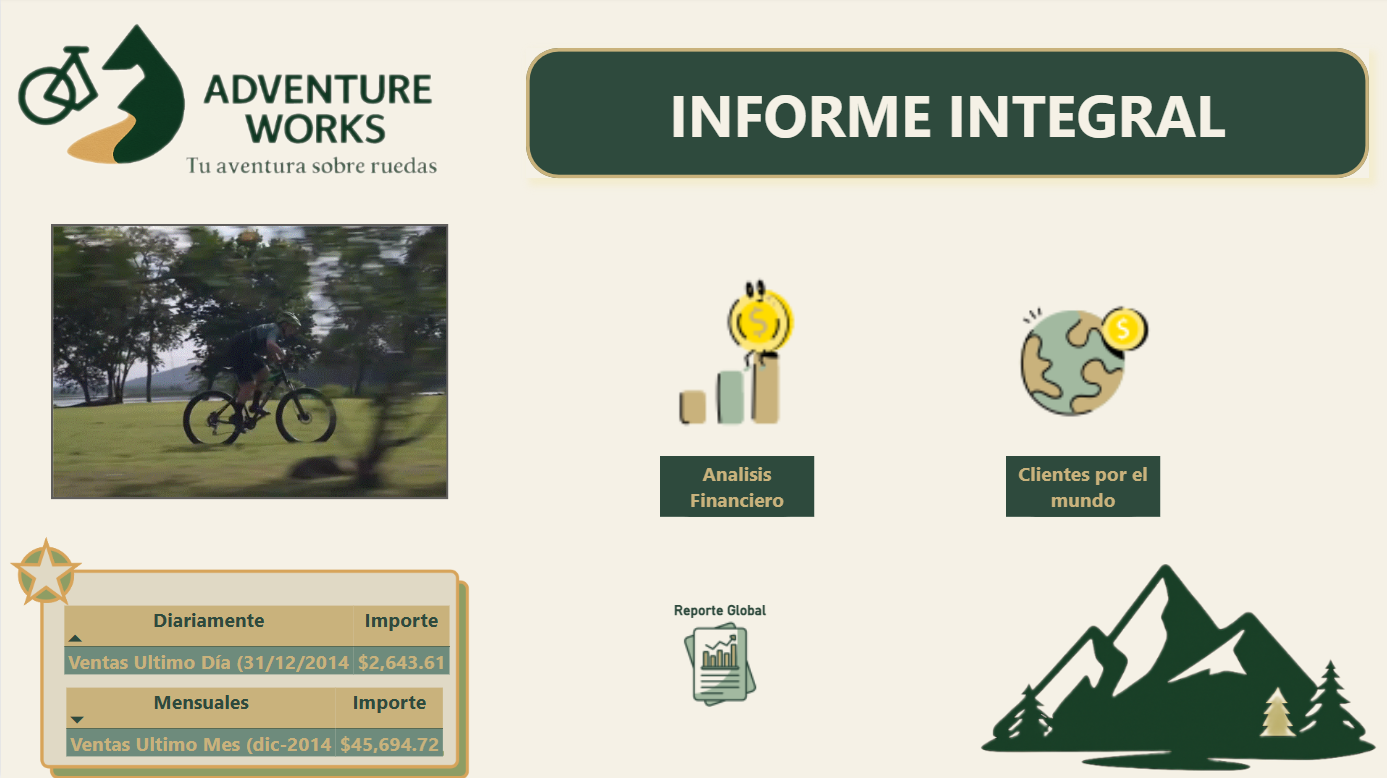 ADVENTURE
WORKS
Tu aventura sobre ruedas
INFORME INTEGRAL
$
$
Analisis
Financiero
Clientes por el
mundo
Diariamente Importe
Ventas Ultimo Día (31/12/2014 $2,643.61
Mensuales Importe
Ventas Ultimo Mes (dic-2014 $45,694.72
Reporte Global